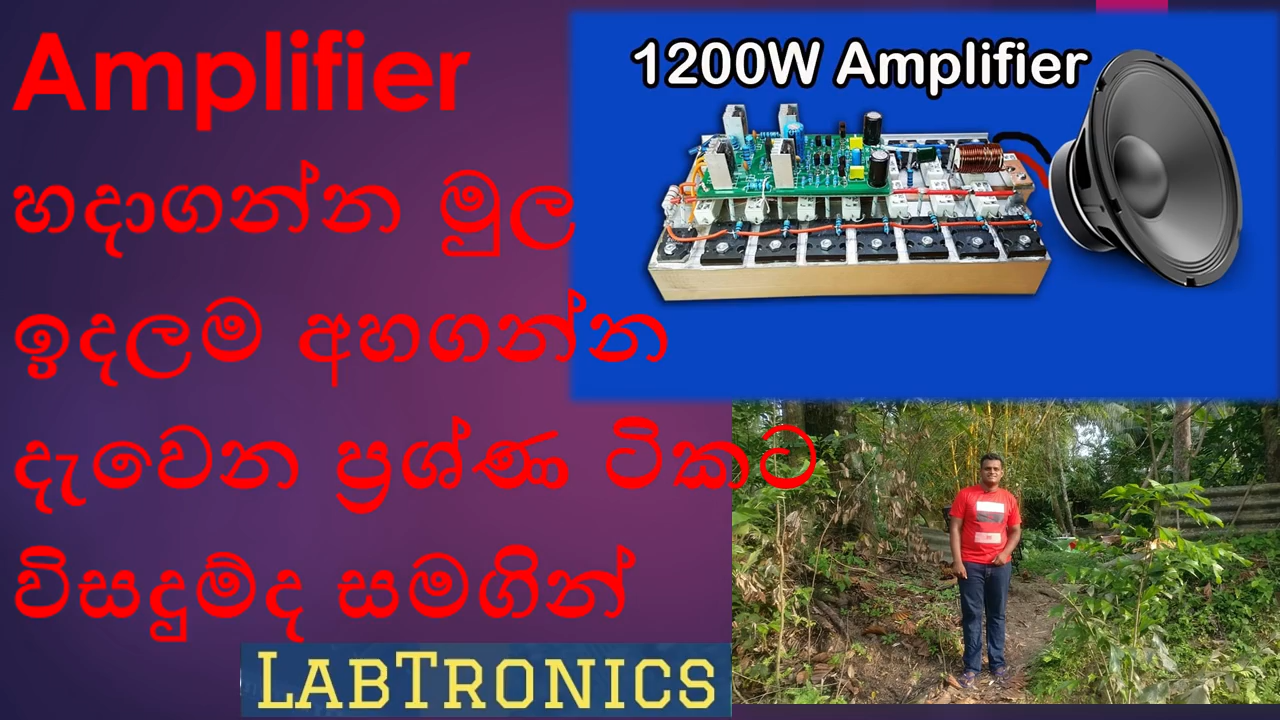 Amplifier
හදාගන්න මුල
ඉදලම අහගන්න
දැවෙන ප්‍රශ්ණ ටිකට
විසඳුම්ද සමගින්
1200W Amplifier
LABTRONICS